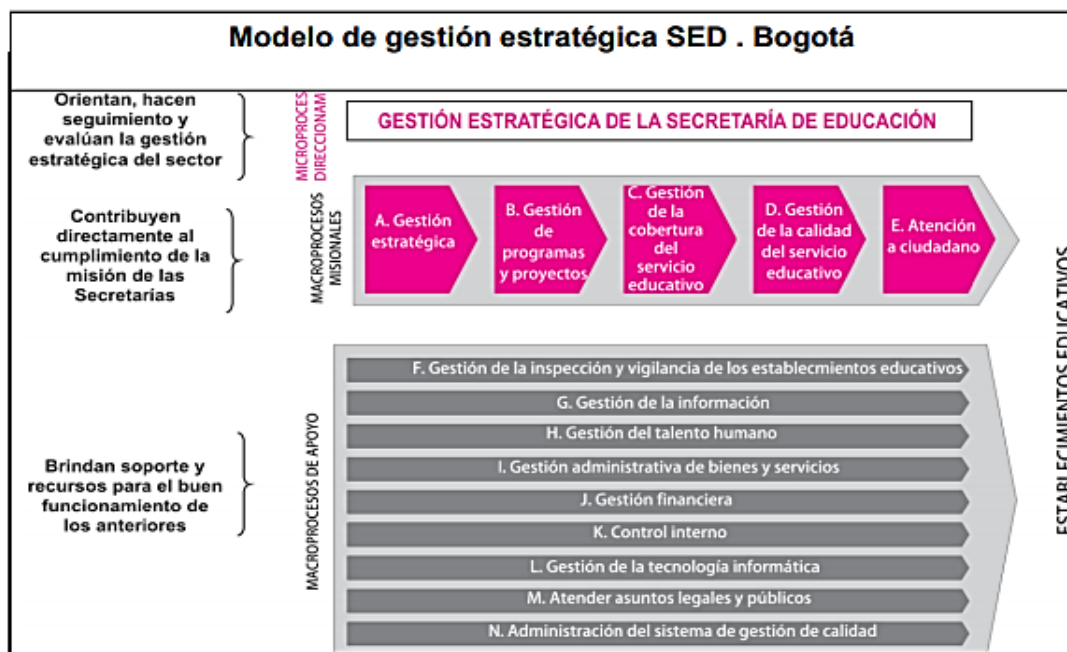 Modelo de gestión estratégica SED . Bogotá
Orientan, hacen
seguimiento y
evalúan la gestión
estratégica del sector
MICROPROCES
DIRECCIONAM
GESTIÓN ESTRATÉGICA DE LA SECRETARÍA DE EDUCACIÓN
Contribuyen
directamente al
cumplimiento de la
misión de las
Secretarías
MACROPROCESOS
MISIONALES
A. Gestión
estratégica
B. Gestión
de
programas
y proyectos
C. Gestión
de la
cobertura
del
servicio
educativo
D. Gestión
de la calidad
del servicio
educativo
E. Atención
a ciudadano
Brindan soporte y
recursos para el buen
funcionamiento de
los anteriores
MACROPROCESOS DE APOYO
F. Gestión de la inspección y vigilancia de los establecmientos educativos
G. Gestión de la información
H. Gestión del talento humano
I. Gestión administrativa de bienes y servicios
J. Gestión financiera
K. Control interno
L. Gestión de la tecnología informática
M. Atender asuntos legales y públicos
N. Administración del sistema de gestión de calidad
ESTABLECIMIENTOS EDUCATIVOS